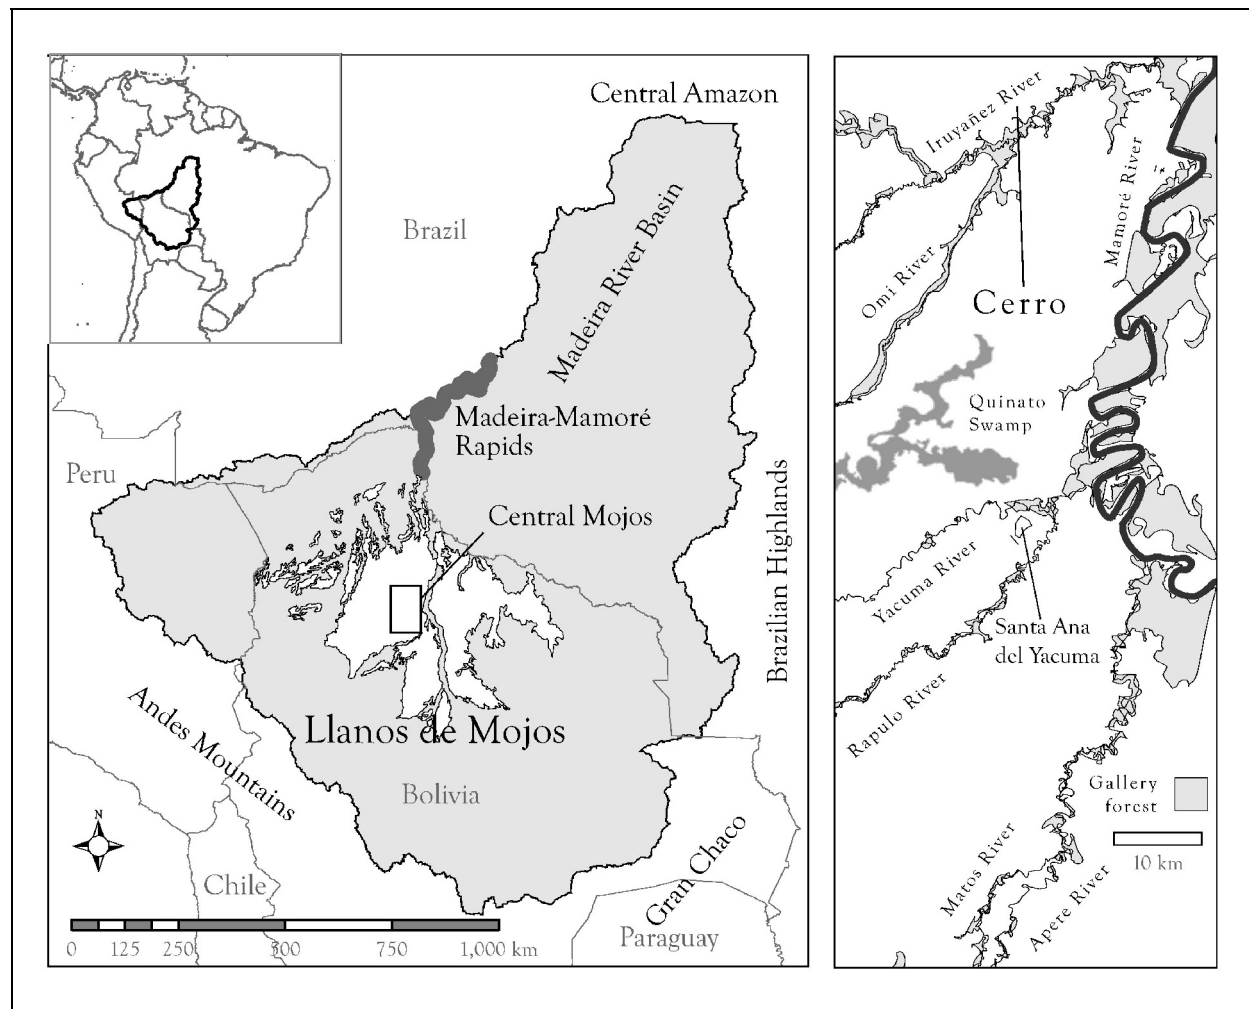 Central Amazon
Brazil
Madeira River Basin
Madeira-Mamoré
Rapids
Peru
Central Mojos
Brazilian Highlands
Andes Mountains
Llanos de Mojos
Bolivia
N
Chile
Gran Chaco
Paraguay
0 125 250 500 750 1,000 km
Iruyañez River
Mamoré River
Omi River
Cerro
Quinato
Swamp
Yacuma River
Santa Ana
del Yacuma
Rapulo River
Gallery
forest
10 km
Matos River
Apere River